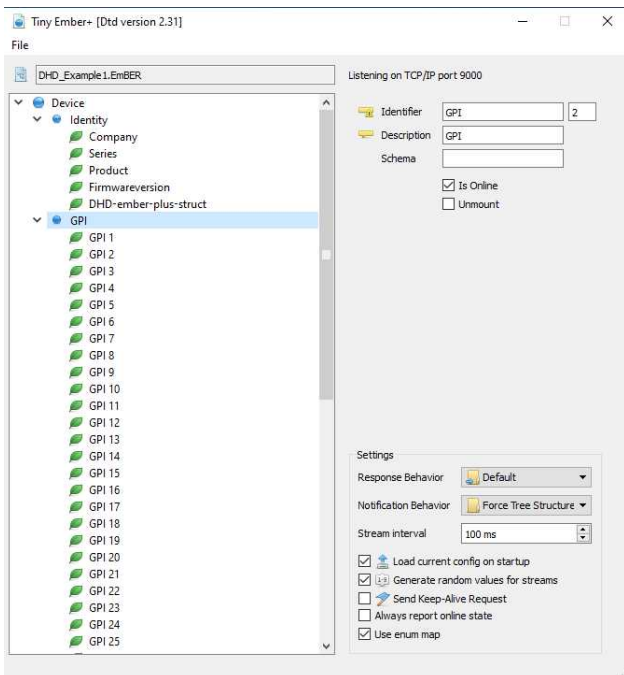 Tiny Ember+ [Dtd version 2.31]
File
DHD_Example1.EmBER
Device
Identity
Company
Series
Product
Firmwareversion
DHD-ember-plus-struct
GPI
GPI 1
GPI 2
GPI 3
GPI 4
GPI 5
GPI 6
GPI 7
GPI 8
GPI 9
GPI 10
GPI 11
GPI 12
GPI 13
GPI 14
GPI 15
GPI 16
GPI 17
GPI 18
GPI 19
GPI 20
GPI 21
GPI 22
GPI 23
GPI 24
GPI 25
Listening on TCP/IP port 9000
Identifier GPI 2
Description GPI
Schema
Is Online
Unmount
Settings
Response Behavior Default
Notification Behavior Force Tree Structure
Stream interval 100 ms
Load current config on startup
Generate random values for streams
Send Keep-Alive Request
Always report online state
Use enum map